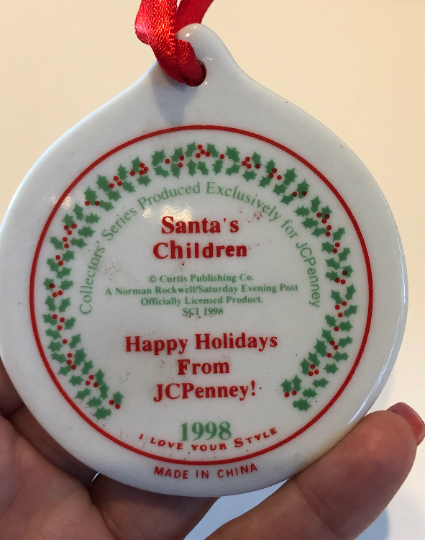 Collectors' Series Produced Exclusively for JCPenney
Santa's
Children
© Curtis Publishing Co.
A Norman Rockwell/Saturday Evening Post
Officially Licensed Product.
SCI 1998
Happy Holidays
From
JCPenney!
1998
I LOVE YOUR STYLE
MADE IN CHINA